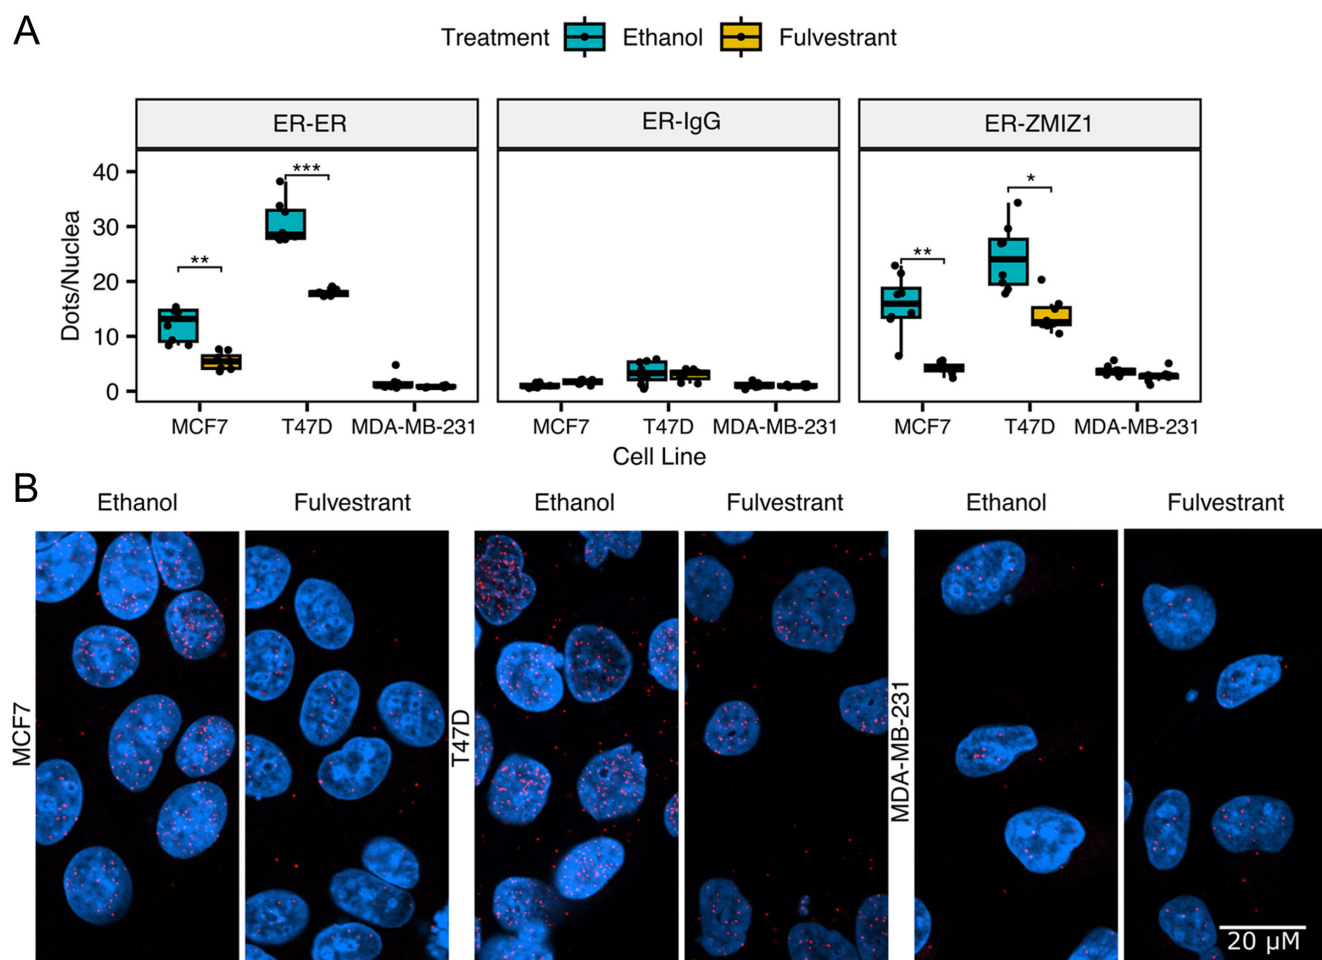 A
Treatment Ethanol Fulvestrant
ER-ER ER-IgG ER-ZMIZ1
Dots/Nuclea
40
30
20
10
0
** *** ** *
MCF7 T47D MDA-MB-231 MCF7 T47D MDA-MB-231 MCF7 T47D MDA-MB-231
Cell Line
B
Ethanol Fulvestrant Ethanol Fulvestrant Ethanol Fulvestrant
MCF7
T47D
MDA-MB-231
20 µM